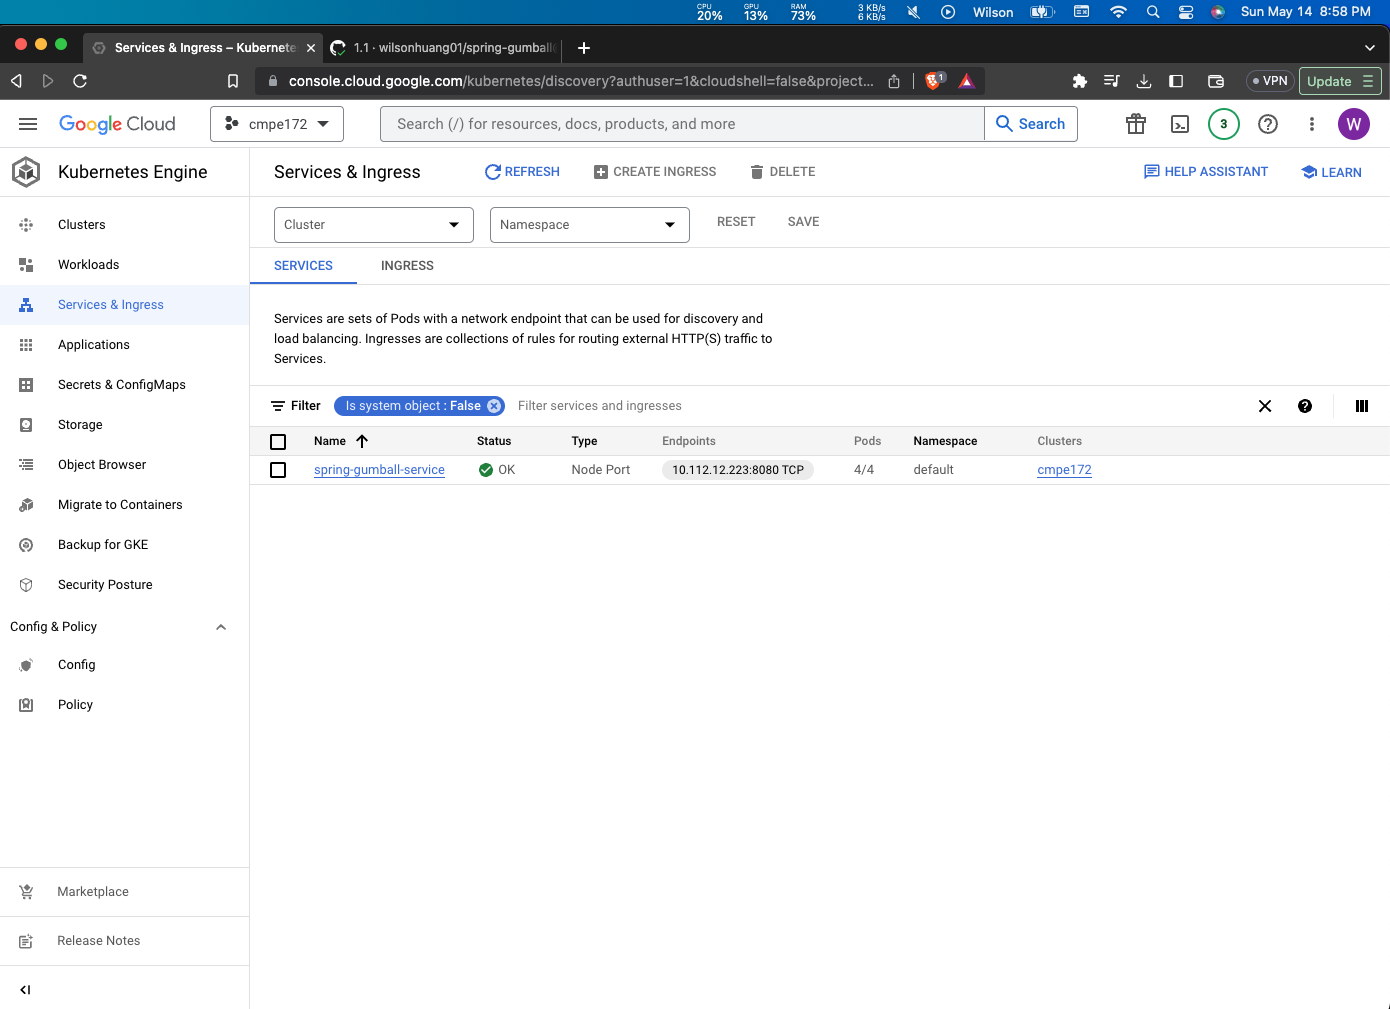 CPU 20% GPU 13% RAM 73% 3 KB/s 6 KB/s Wilson Sun May 14 8:58 PM
Services & Ingress – Kubernete 1.1 · wilsonhuang01/spring-gumball
console.cloud.google.com/kubernetes/discovery?authuser=1&cloudshell=false&project... 1 VPN Update
Google Cloud cmpe172 Search (/) for resources, docs, products, and more Search 3 W
Kubernetes Engine
Services & Ingress REFRESH CREATE INGRESS DELETE HELP ASSISTANT LEARN
Clusters
Workloads
Services & Ingress
Applications
Secrets & ConfigMaps
Storage
Object Browser
Migrate to Containers
Backup for GKE
Security Posture
Config & Policy
Config
Policy
Marketplace
Release Notes
Cluster Namespace RESET SAVE
SERVICES INGRESS
Services are sets of Pods with a network endpoint that can be used for discovery and
load balancing. Ingresses are collections of rules for routing external HTTP(S) traffic to
Services.
Filter Is system object : False Filter services and ingresses
Name Status Type Endpoints Pods Namespace Clusters
spring-gumball-service OK Node Port 10.112.12.223:8080 TCP 4/4 default cmpe172